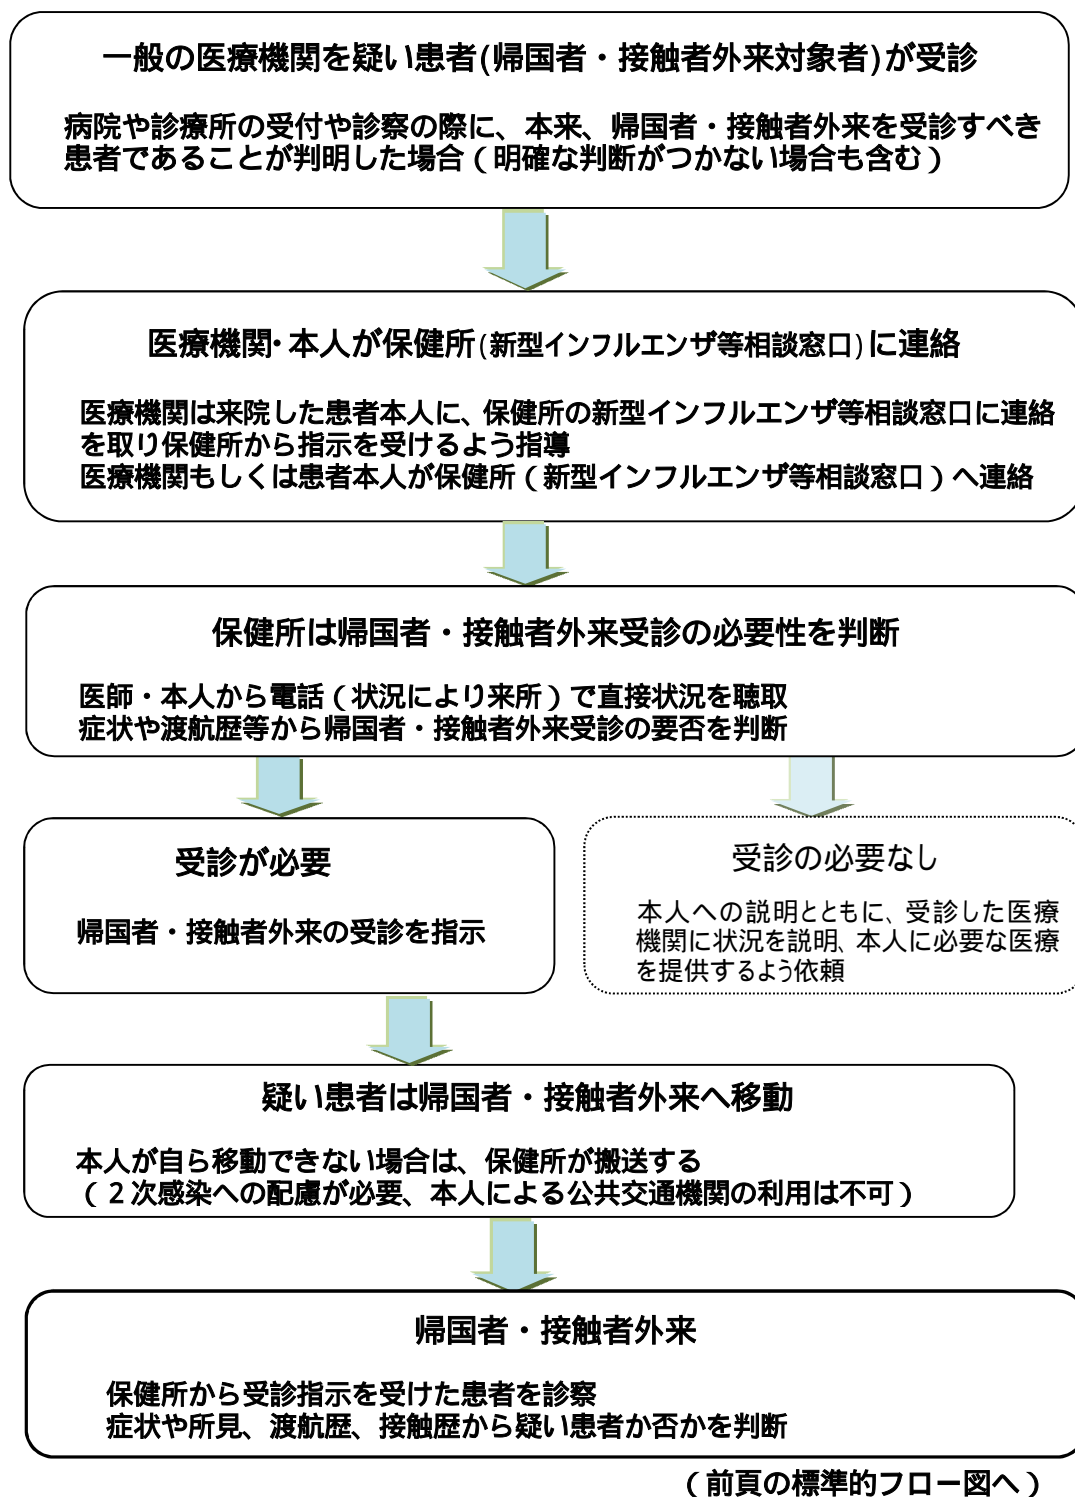 一般の医療機関を疑い患者(帰国者・接触者外来対象者)が受診
病院や診療所の受付や診察の際に、本来、帰国者・接触者外来を受診すべき
患者であることが判明した場合（明確な判断がつかない場合も含む）
医療機関・本人が保健所(新型インフルエンザ等相談窓口)に連絡
医療機関は来院した患者本人に、保健所の新型インフルエンザ等相談窓口に連絡
を取り保健所から指示を受けるよう指導
医療機関もしくは患者本人が保健所（新型インフルエンザ等相談窓口）へ連絡
保健所は帰国者・接触者外来受診の必要性を判断
医師・本人から電話（状況により来所）で直接状況を聴取
症状や渡航歴等から帰国者・接触者外来受診の要否を判断
受診が必要
帰国者・接触者外来の受診を指示
受診の必要なし
本人への説明とともに、受診した医療
機関に状況を説明、本人に必要な医療
を提供するよう依頼
疑い患者は帰国者・接触者外来へ移動
本人が自ら移動できない場合は、保健所が搬送する
（２次感染への配慮が必要、本人による公共交通機関の利用は不可）
帰国者・接触者外来
保健所から受診指示を受けた患者を診察
症状や所見、渡航歴、接触歴から疑い患者か否かを判断
（前頁の標準的フロー図へ）